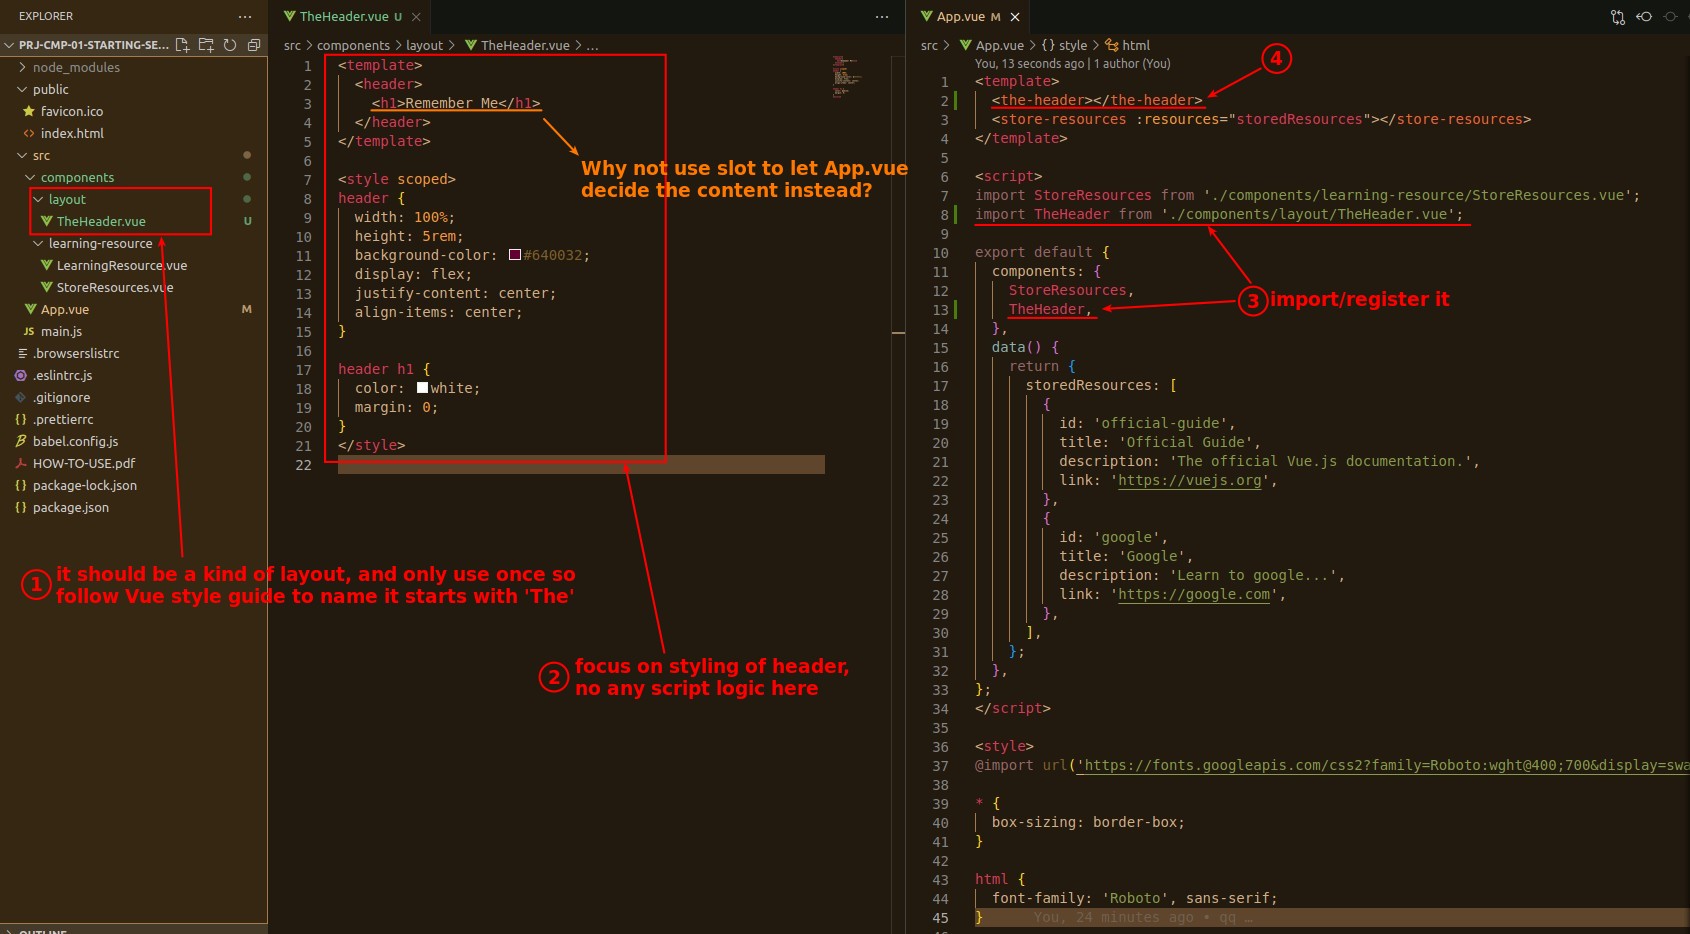 EXPLORER
PRJ-CMP-01-STARTING-SE...
node_modules
public
favicon.ico
index.html
src
components
layout
TheHeader.vue U
learning-resource
LearningResource.vue
StoreResources.vue
App.vue M
JS main.js
.browserslistrc
.eslintrc.js
.gitignore
{} .prettierrc
babel.config.js
HOW-TO-USE.pdf
{} package-lock.json
{} package.json
OUTLINE
TheHeader.vue U
src > components > layout > TheHeader.vue > ...
1 <template>
2 <header>
3 <h1>Remember Me</h1>
4 </header>
5 </template>
6
7 <style scoped>
8 header {
9 width: 100%;
10 height: 5rem;
11 background-color: #640032;
12 display: flex;
13 justify-content: center;
14 align-items: center;
15 }
16
17 header h1 {
18 color: white;
19 margin: 0;
20 }
21 </style>
22
Why not use slot to let App.vue
decide the content instead?
1 it should be a kind of layout, and only use once so
follow Vue style guide to name it starts with 'The'
2 focus on styling of header,
no any script logic here
App.vue M
src > App.vue > {} style > html
You, 13 seconds ago | 1 author (You)
1 <template>
2 <the-header></the-header>
3 <store-resources :resources="storedResources"></store-resources>
4 </template>
5
6 <script>
7 import StoreResources from './components/learning-resource/StoreResources.vue';
8 import TheHeader from './components/layout/TheHeader.vue';
9
10 export default {
11 components: {
12 StoreResources,
13 TheHeader,
14 },
15 data() {
16 return {
17 storedResources: [
18 {
19 id: 'official-guide',
20 title: 'Official Guide',
21 description: 'The official Vue.js documentation.',
22 link: 'https://vuejs.org',
23 },
24 {
25 id: 'google',
26 title: 'Google',
27 description: 'Learn to google...',
28 link: 'https://google.com',
29 },
30 ],
31 };
32 },
33 };
34 </script>
35
36 <style>
37 @import url('https://fonts.googleapis.com/css2?family=Roboto:wght@400;700&display=swa
38
39 * {
40 box-sizing: border-box;
41 }
42
43 html {
44 font-family: 'Roboto', sans-serif;
45 } You, 24 minutes ago • qq …
4
3 import/register it